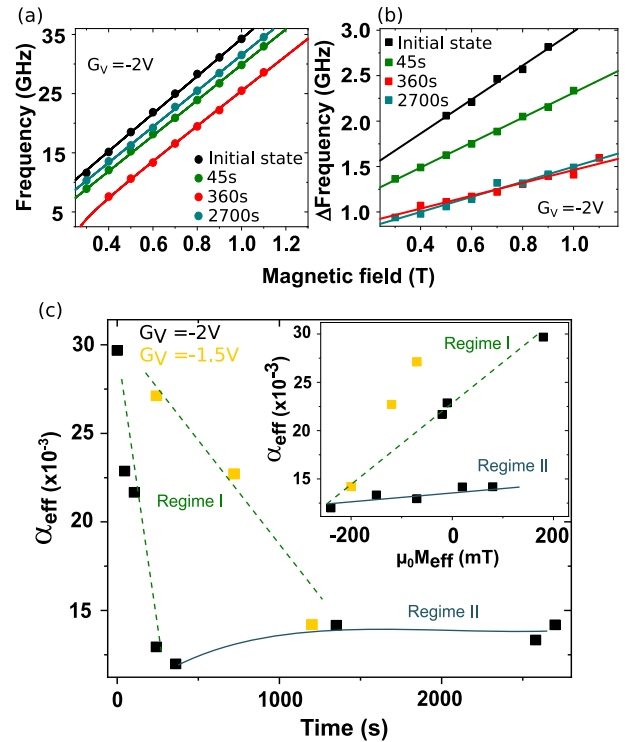 (a)
(b)
Frequency (GHz)
35
25
15
5
G_V =-2V
Initial state
45s
360s
2700s
0.4 0.6 0.8 1.0 1.2
ΔFrequency (GHz)
3.0
2.5
2.0
1.5
1.0
Initial state
45s
360s
2700s
G_V =-2V
0.4 0.6 0.8 1.0
Magnetic field (T)
(c)
α_eff (x10⁻³)
30
25
20
15
G_V =-2V
G_V =-1.5V
Regime I
Regime II
0 1000 2000
Time (s)
α_eff (x10⁻³)
30
25
20
15
10
Regime I
Regime II
-200 0 200
μ₀M_eff (mT)